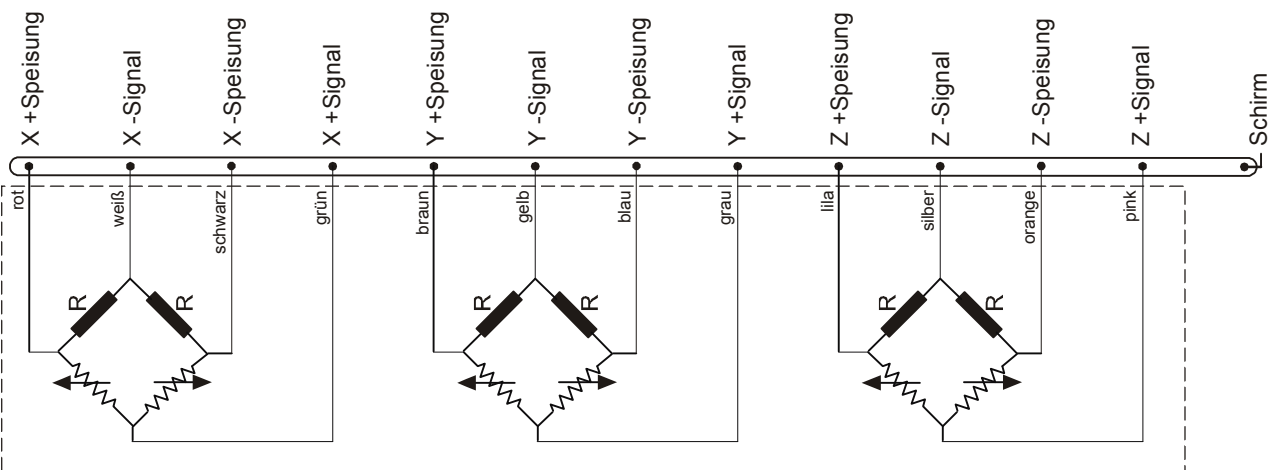 X +Speisung
X -Signal
X -Speisung
X +Signal
Y +Speisung
Y -Signal
Y -Speisung
Y +Signal
Z +Speisung
Z -Signal
Z -Speisung
Z +Signal
Schirm
rot
weiß
schwarz
grün
braun
gelb
blau
grau
lila
silber
orange
pink
R
R
R
R
R
R